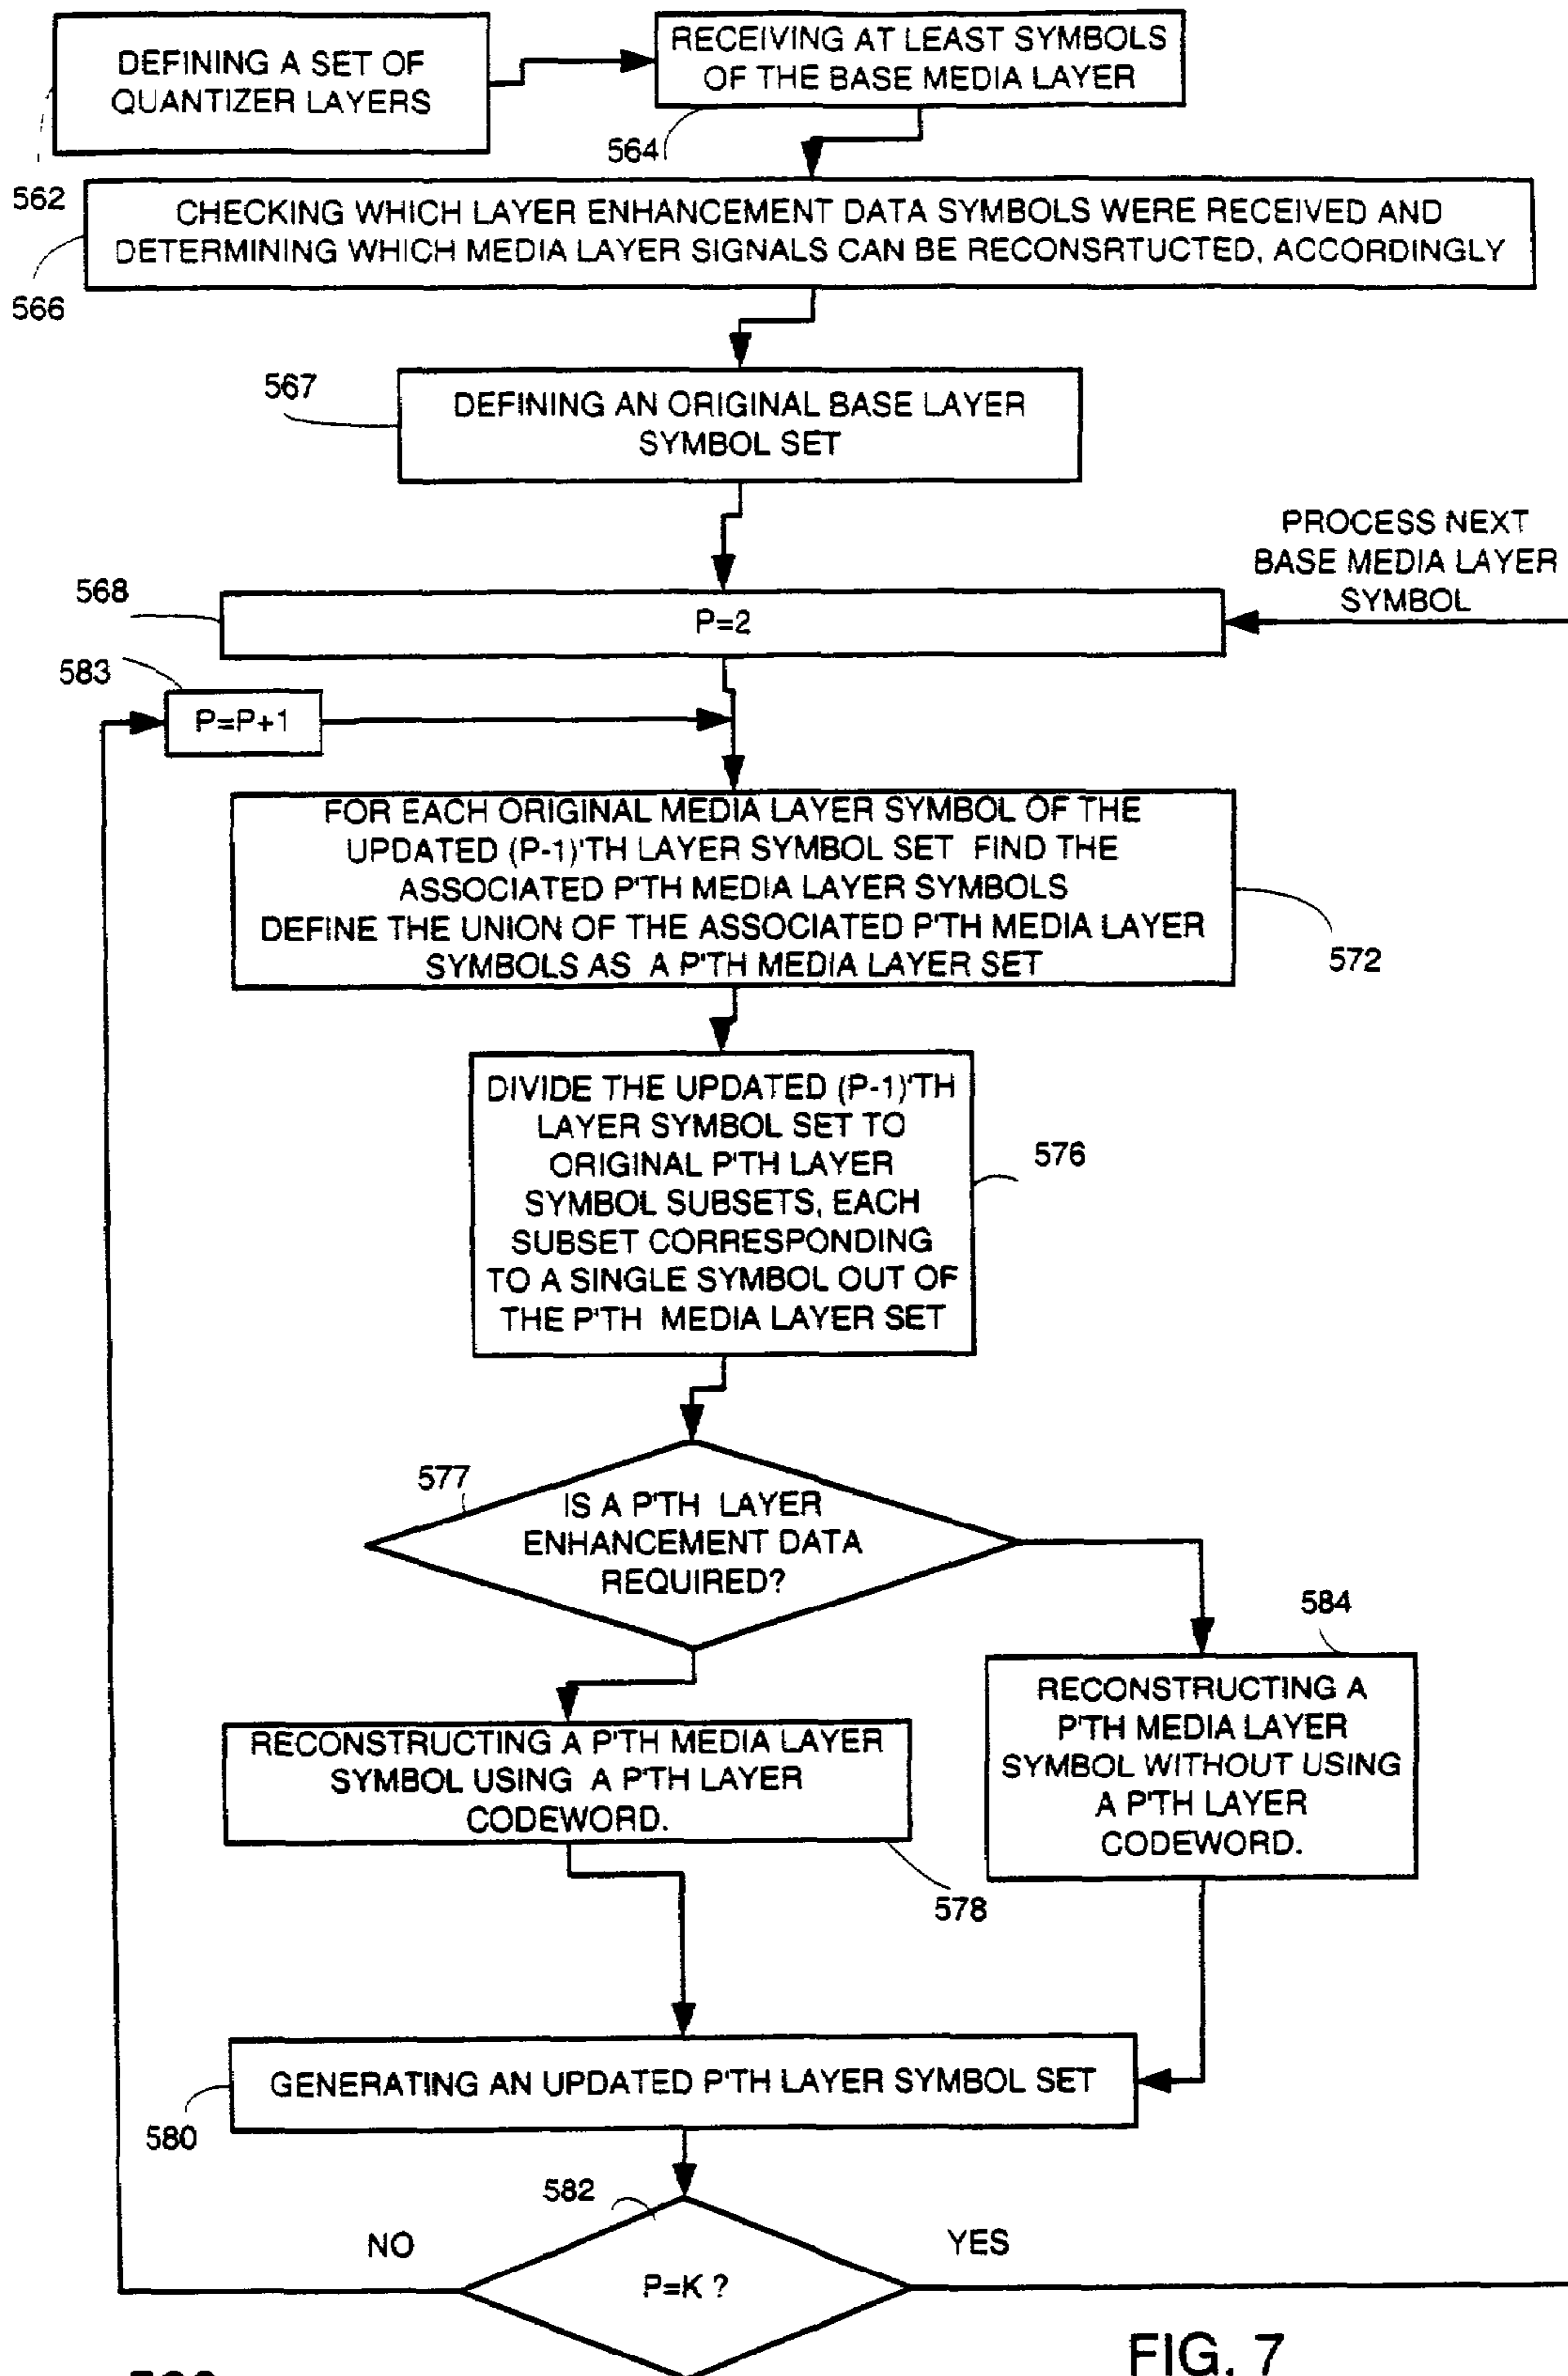 DEFINING A SET OF
QUANTIZER LAYERS
RECEIVING AT LEAST SYMBOLS
OF THE BASE MEDIA LAYER
564
562
CHECKING WHICH LAYER ENHANCEMENT DATA SYMBOLS WERE RECEIVED AND
DETERMINING WHICH MEDIA LAYER SIGNALS CAN BE RECONSRTUCTED, ACCORDINGLY
566
567
DEFINING AN ORIGINAL BASE LAYER
SYMBOL SET
PROCESS NEXT
BASE MEDIA LAYER
SYMBOL
568
P=2
583
P=P+1
FOR EACH ORIGINAL MEDIA LAYER SYMBOL OF THE
UPDATED (P-1)'TH LAYER SYMBOL SET FIND THE
ASSOCIATED P'TH MEDIA LAYER SYMBOLS
DEFINE THE UNION OF THE ASSOCIATED P'TH MEDIA LAYER
SYMBOLS AS A P'TH MEDIA LAYER SET
572
DIVIDE THE UPDATED (P-1)'TH
LAYER SYMBOL SET TO
ORIGINAL P'TH LAYER
SYMBOL SUBSETS, EACH
SUBSET CORRESPONDING
TO A SINGLE SYMBOL OUT OF
THE P'TH MEDIA LAYER SET
576
577
IS A P'TH LAYER
ENHANCEMENT DATA
REQUIRED?
584
RECONSTRUCTING A
P'TH MEDIA LAYER
SYMBOL WITHOUT USING
A P'TH LAYER
CODEWORD.
RECONSTRUCTING A P'TH MEDIA LAYER
SYMBOL USING A P'TH LAYER
CODEWORD.
578
GENERATING AN UPDATED P'TH LAYER SYMBOL SET
580
582
NO
YES
P=K ?
FIG. 7